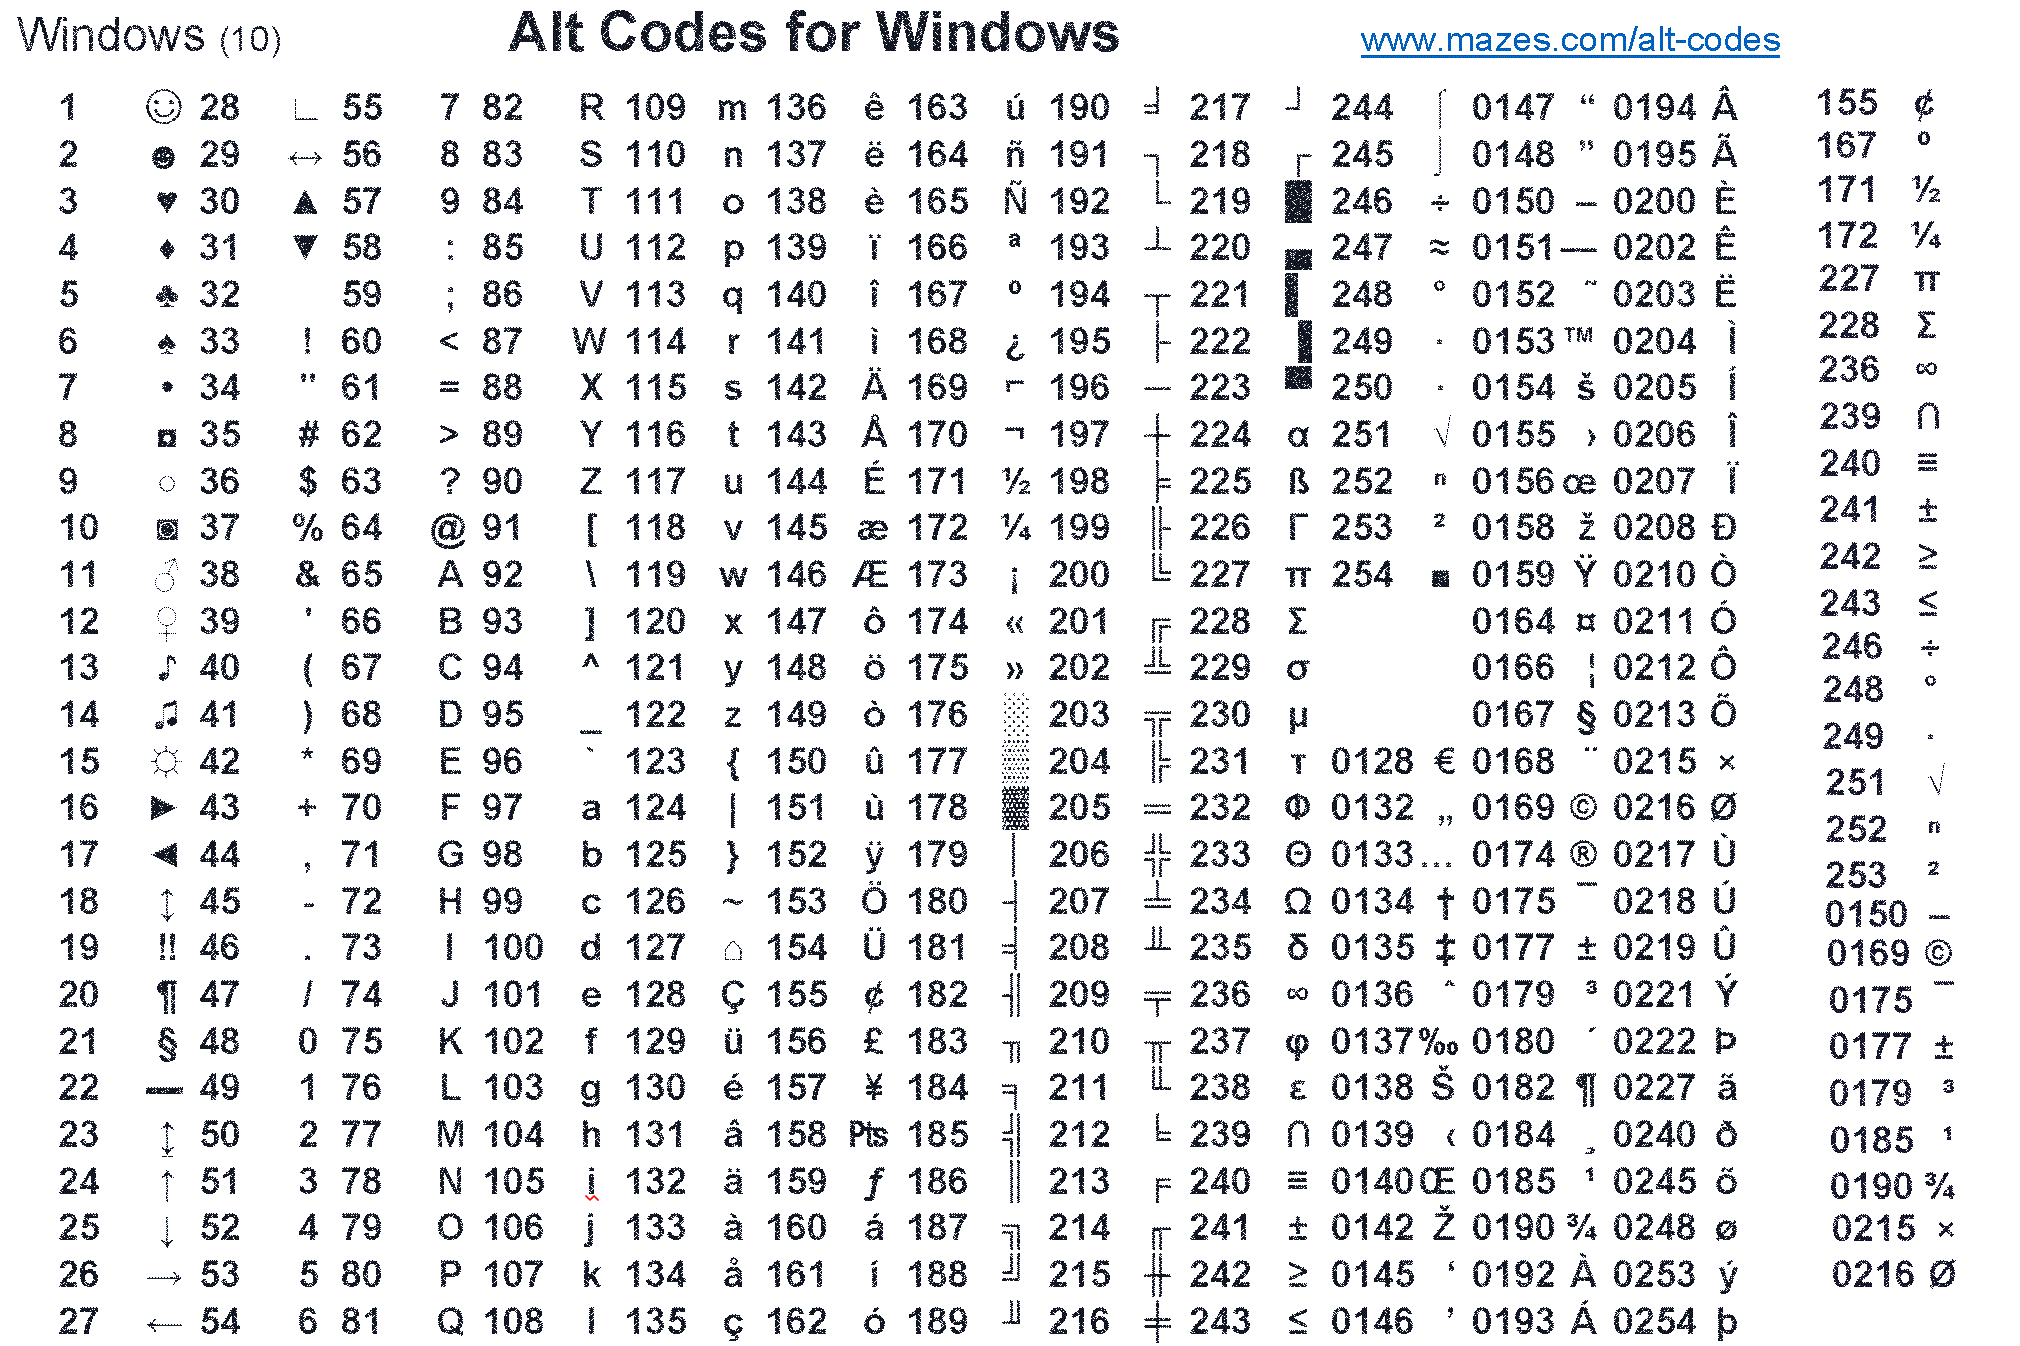 Windows (10) Alt Codes for Windows www.mazes.com/alt-codes
1 ☺ 28 ∟ 55 7 82 R 109 m 136 ê 163 ú 190 ╛ 217 ┘ 244 ⌠ 0147 “ 0194 Â 155 ¢
2 ☻ 29 ↔ 56 8 83 S 110 n 137 ë 164 ñ 191 ┐ 218 ┌ 245 ⌡ 0148 ” 0195 Ã 167 º
3 ♥ 30 ▲ 57 9 84 T 111 o 138 è 165 Ñ 192 └ 219 █ 246 ÷ 0150 – 0200 È 171 ½
4 ♦ 31 ▼ 58 : 85 U 112 p 139 ï 166 ª 193 ┴ 220 ▄ 247 ≈ 0151 — 0202 Ê 172 ¼
5 ♣ 32 59 ; 86 V 113 q 140 î 167 º 194 ┬ 221 ▌ 248 ° 0152 ˜ 0203 Ë 227 π
6 ♠ 33 ! 60 < 87 W 114 r 141 ì 168 ¿ 195 ├ 222 ▐ 249 · 0153 ™ 0204 Ì 228 Σ
7 • 34 " 61 = 88 X 115 s 142 Ä 169 ⌐ 196 ─ 223 ▀ 250 · 0154 š 0205 Í 236 ∞
8 ◘ 35 # 62 > 89 Y 116 t 143 Å 170 ¬ 197 ┼ 224 α 251 √ 0155 › 0206 Î 239 ∩
9 ○ 36 $ 63 ? 90 Z 117 u 144 É 171 ½ 198 ╞ 225 ß 252 ⁿ 0156 œ 0207 Ï 240 ≡
10 ◙ 37 % 64 @ 91 [ 118 v 145 æ 172 ¼ 199 ╟ 226 Γ 253 ² 0158 ž 0208 Ð 241 ±
11 ♂ 38 & 65 A 92 \ 119 w 146 Æ 173 ¡ 200 ╚ 227 π 254 ■ 0159 Ÿ 0210 Ò 242 ≥
12 ♀ 39 ' 66 B 93 ] 120 x 147 ô 174 « 201 ╔ 228 Σ 0164 ¤ 0211 Ó 243 ≤
13 ♪ 40 ( 67 C 94 ^ 121 y 148 ö 175 » 202 ╩ 229 σ 0166 ¦ 0212 Ô 246 ÷
14 ♫ 41 ) 68 D 95 _ 122 z 149 ò 176 ░ 203 ╦ 230 µ 0167 § 0213 Õ 248 °
15 ☼ 42 * 69 E 96 ` 123 { 150 û 177 ▒ 204 ╠ 231 τ 0128 € 0168 ¨ 0215 × 249 ·
16 ► 43 + 70 F 97 a 124 | 151 ù 178 ▓ 205 ═ 232 Φ 0132 „ 0169 © 0216 Ø 251 √
17 ◄ 44 , 71 G 98 b 125 } 152 ÿ 179 │ 206 ╬ 233 Θ 0133 … 0174 ® 0217 Ù 252 ⁿ
18 ↕ 45 - 72 H 99 c 126 ~ 153 Ö 180 ┤ 207 ╧ 234 Ω 0134 † 0175 ¯ 0218 Ú 253 ²
0150 –
19 ‼ 46 . 73 I 100 d 127 ⌂ 154 Ü 181 ╡ 208 ╨ 235 δ 0135 ‡ 0177 ± 0219 Û 0169 ©
20 ¶ 47 / 74 J 101 e 128 Ç 155 ¢ 182 ╢ 209 ╤ 236 ∞ 0136 ˆ 0179 ³ 0221 Ý 0175 ¯
21 § 48 0 75 K 102 f 129 ü 156 £ 183 ╖ 210 ╥ 237 φ 0137 ‰ 0180 ´ 0222 Þ 0177 ±
22 ▬ 49 1 76 L 103 g 130 é 157 ¥ 184 ╕ 211 ╙ 238 ε 0138 Š 0182 ¶ 0227 ã 0179 ³
23 ↨ 50 2 77 M 104 h 131 â 158 ₧ 185 ╣ 212 ╘ 239 ∩ 0139 ‹ 0184 ¸ 0240 ð 0185 ¹
24 ↑ 51 3 78 N 105 i 132 ä 159 ƒ 186 ║ 213 ╒ 240 ≡ 0140 Œ 0185 ¹ 0245 õ 0190 ¾
25 ↓ 52 4 79 O 106 j 133 à 160 á 187 ╗ 214 ╓ 241 ± 0142 Ž 0190 ¾ 0248 ø 0215 ×
26 → 53 5 80 P 107 k 134 å 161 í 188 ╝ 215 ╫ 242 ≥ 0145 ‘ 0192 À 0253 ý 0216 Ø
27 ← 54 6 81 Q 108 l 135 ç 162 ó 189 ╜ 216 ╪ 243 ≤ 0146 ’ 0193 Á 0254 þ